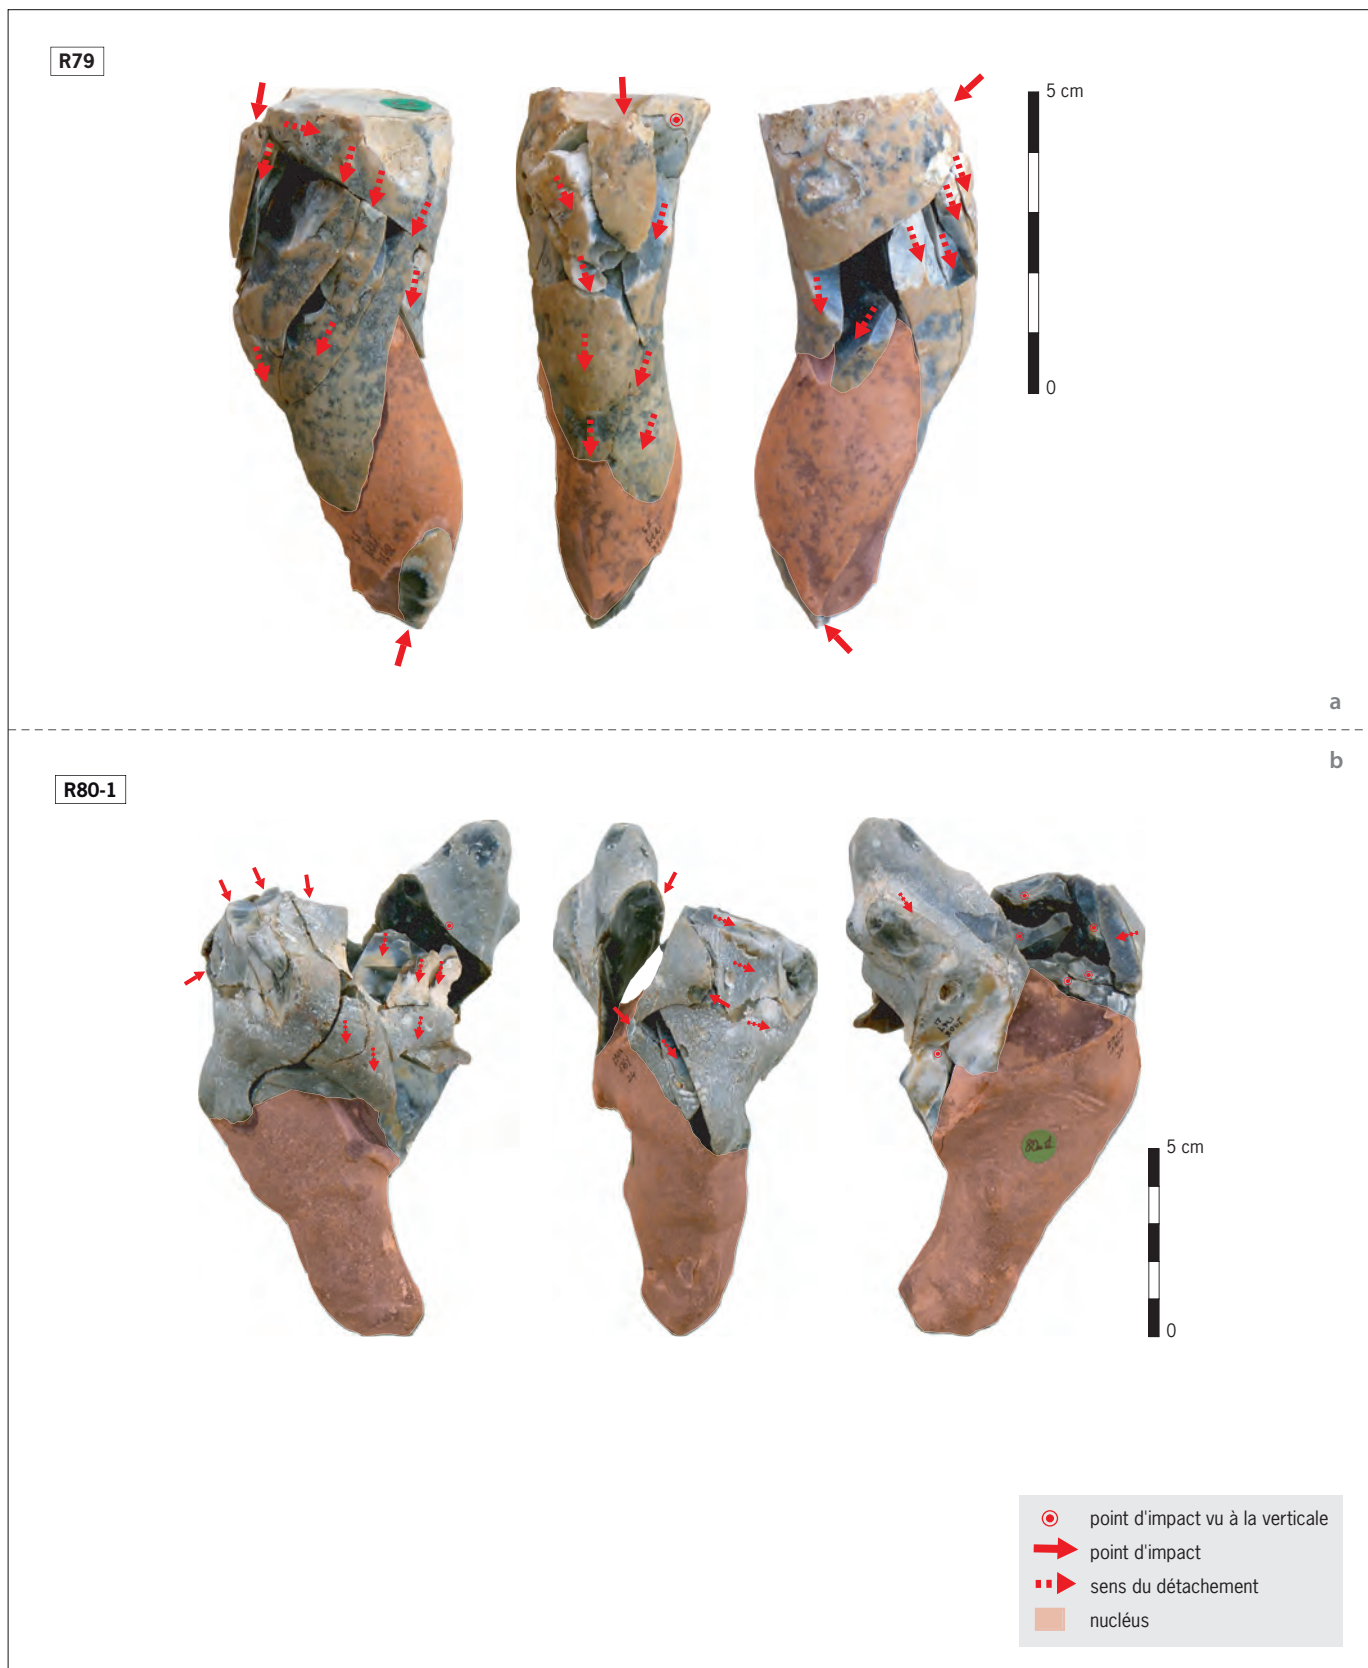 R79
5 cm
0
a
b
R80-1
5 cm
0
point d'impact vu à la verticale
point d'impact
sens du détachement
nucléus